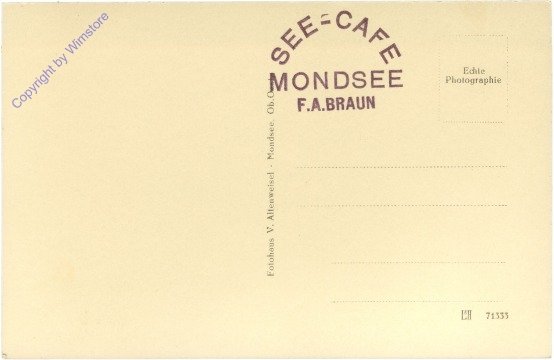 Copyright by Wimstore
SEE-CAFE
MONDSEE
F.A.BRAUN
Echte
Photographie
Fotohaus V. Altenweisel - Mondsee. Ob.
71333